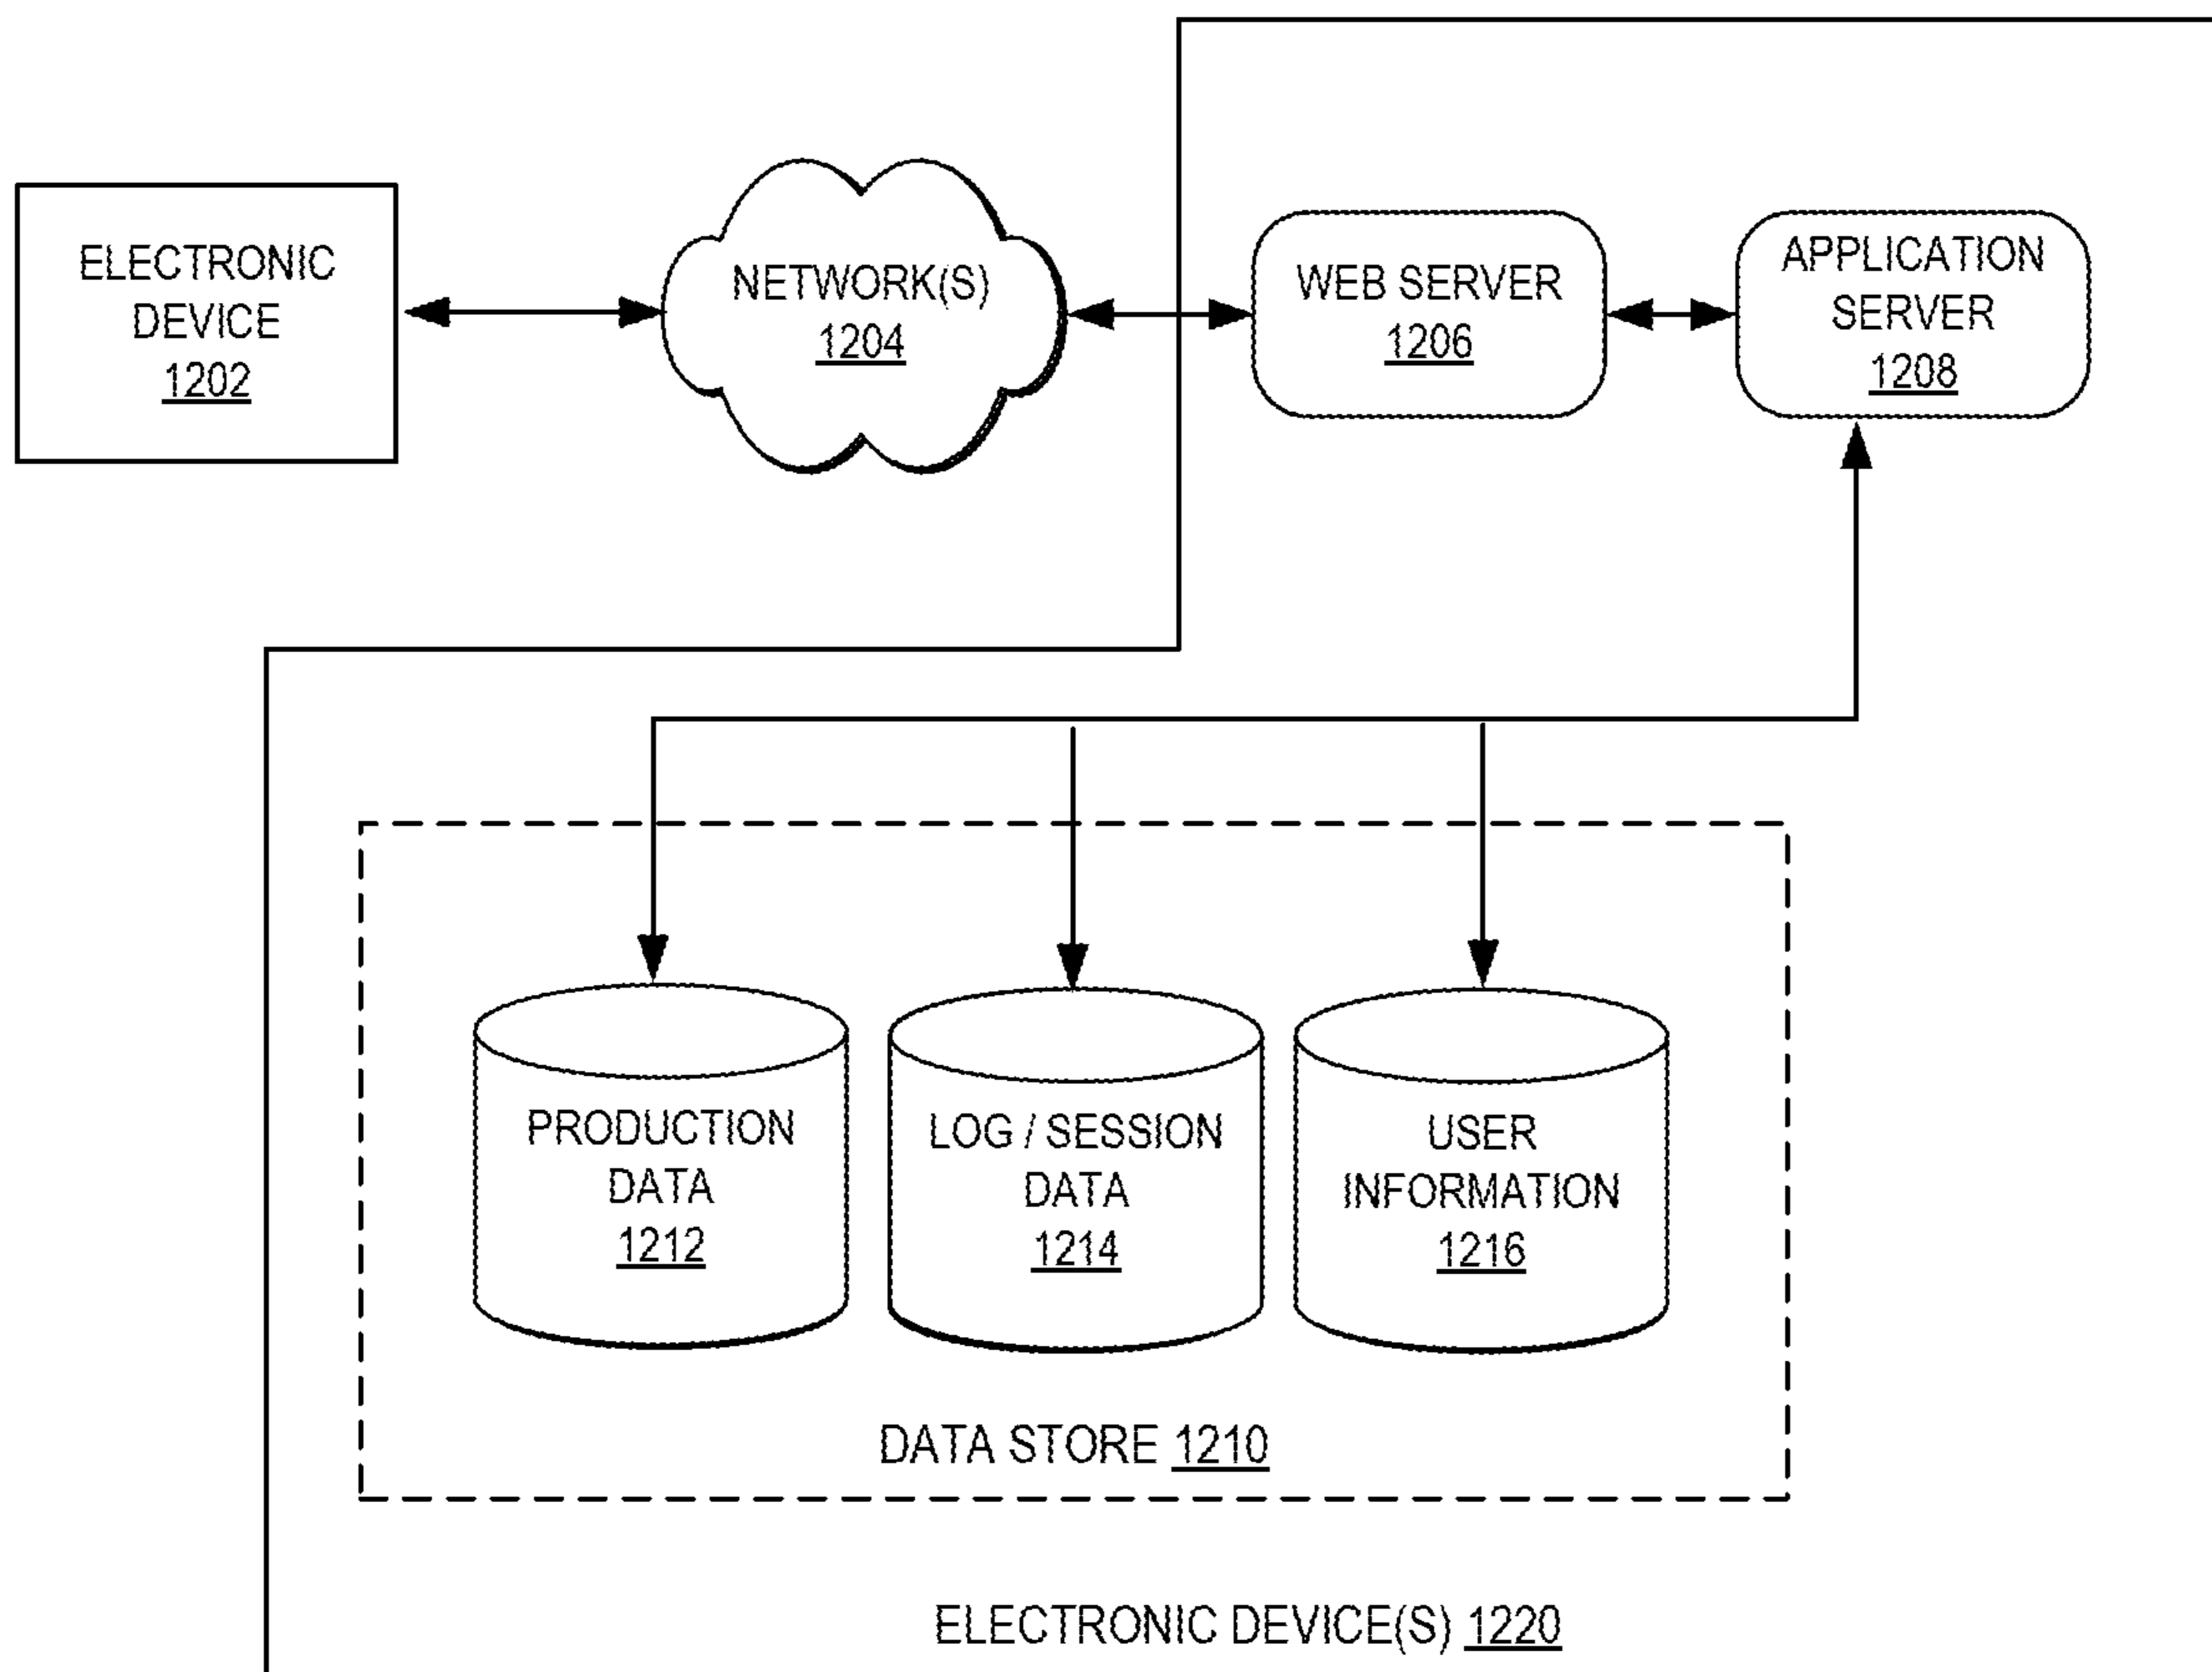 ELECTRONIC
DEVICE
1202
NETWORK(S)
1204
WEB SERVER
1206
APPLICATION
SERVER
1208
PRODUCTION
DATA
1212
LOG / SESSION
DATA
1214
USER
INFORMATION
1216
DATA STORE 1210
ELECTRONIC DEVICE(S) 1220